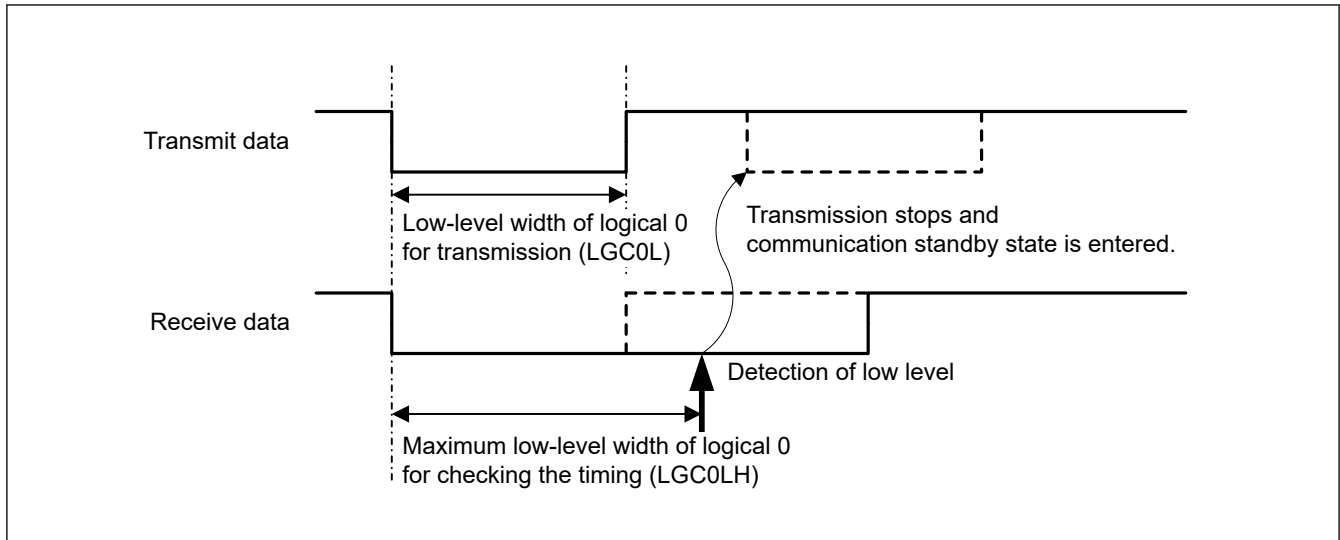 Transmit data
Low-level width of logical 0
for transmission (LGC0L)
Transmission stops and
communication standby state is entered.
Receive data
Detection of low level
Maximum low-level width of logical 0
for checking the timing (LGC0LH)